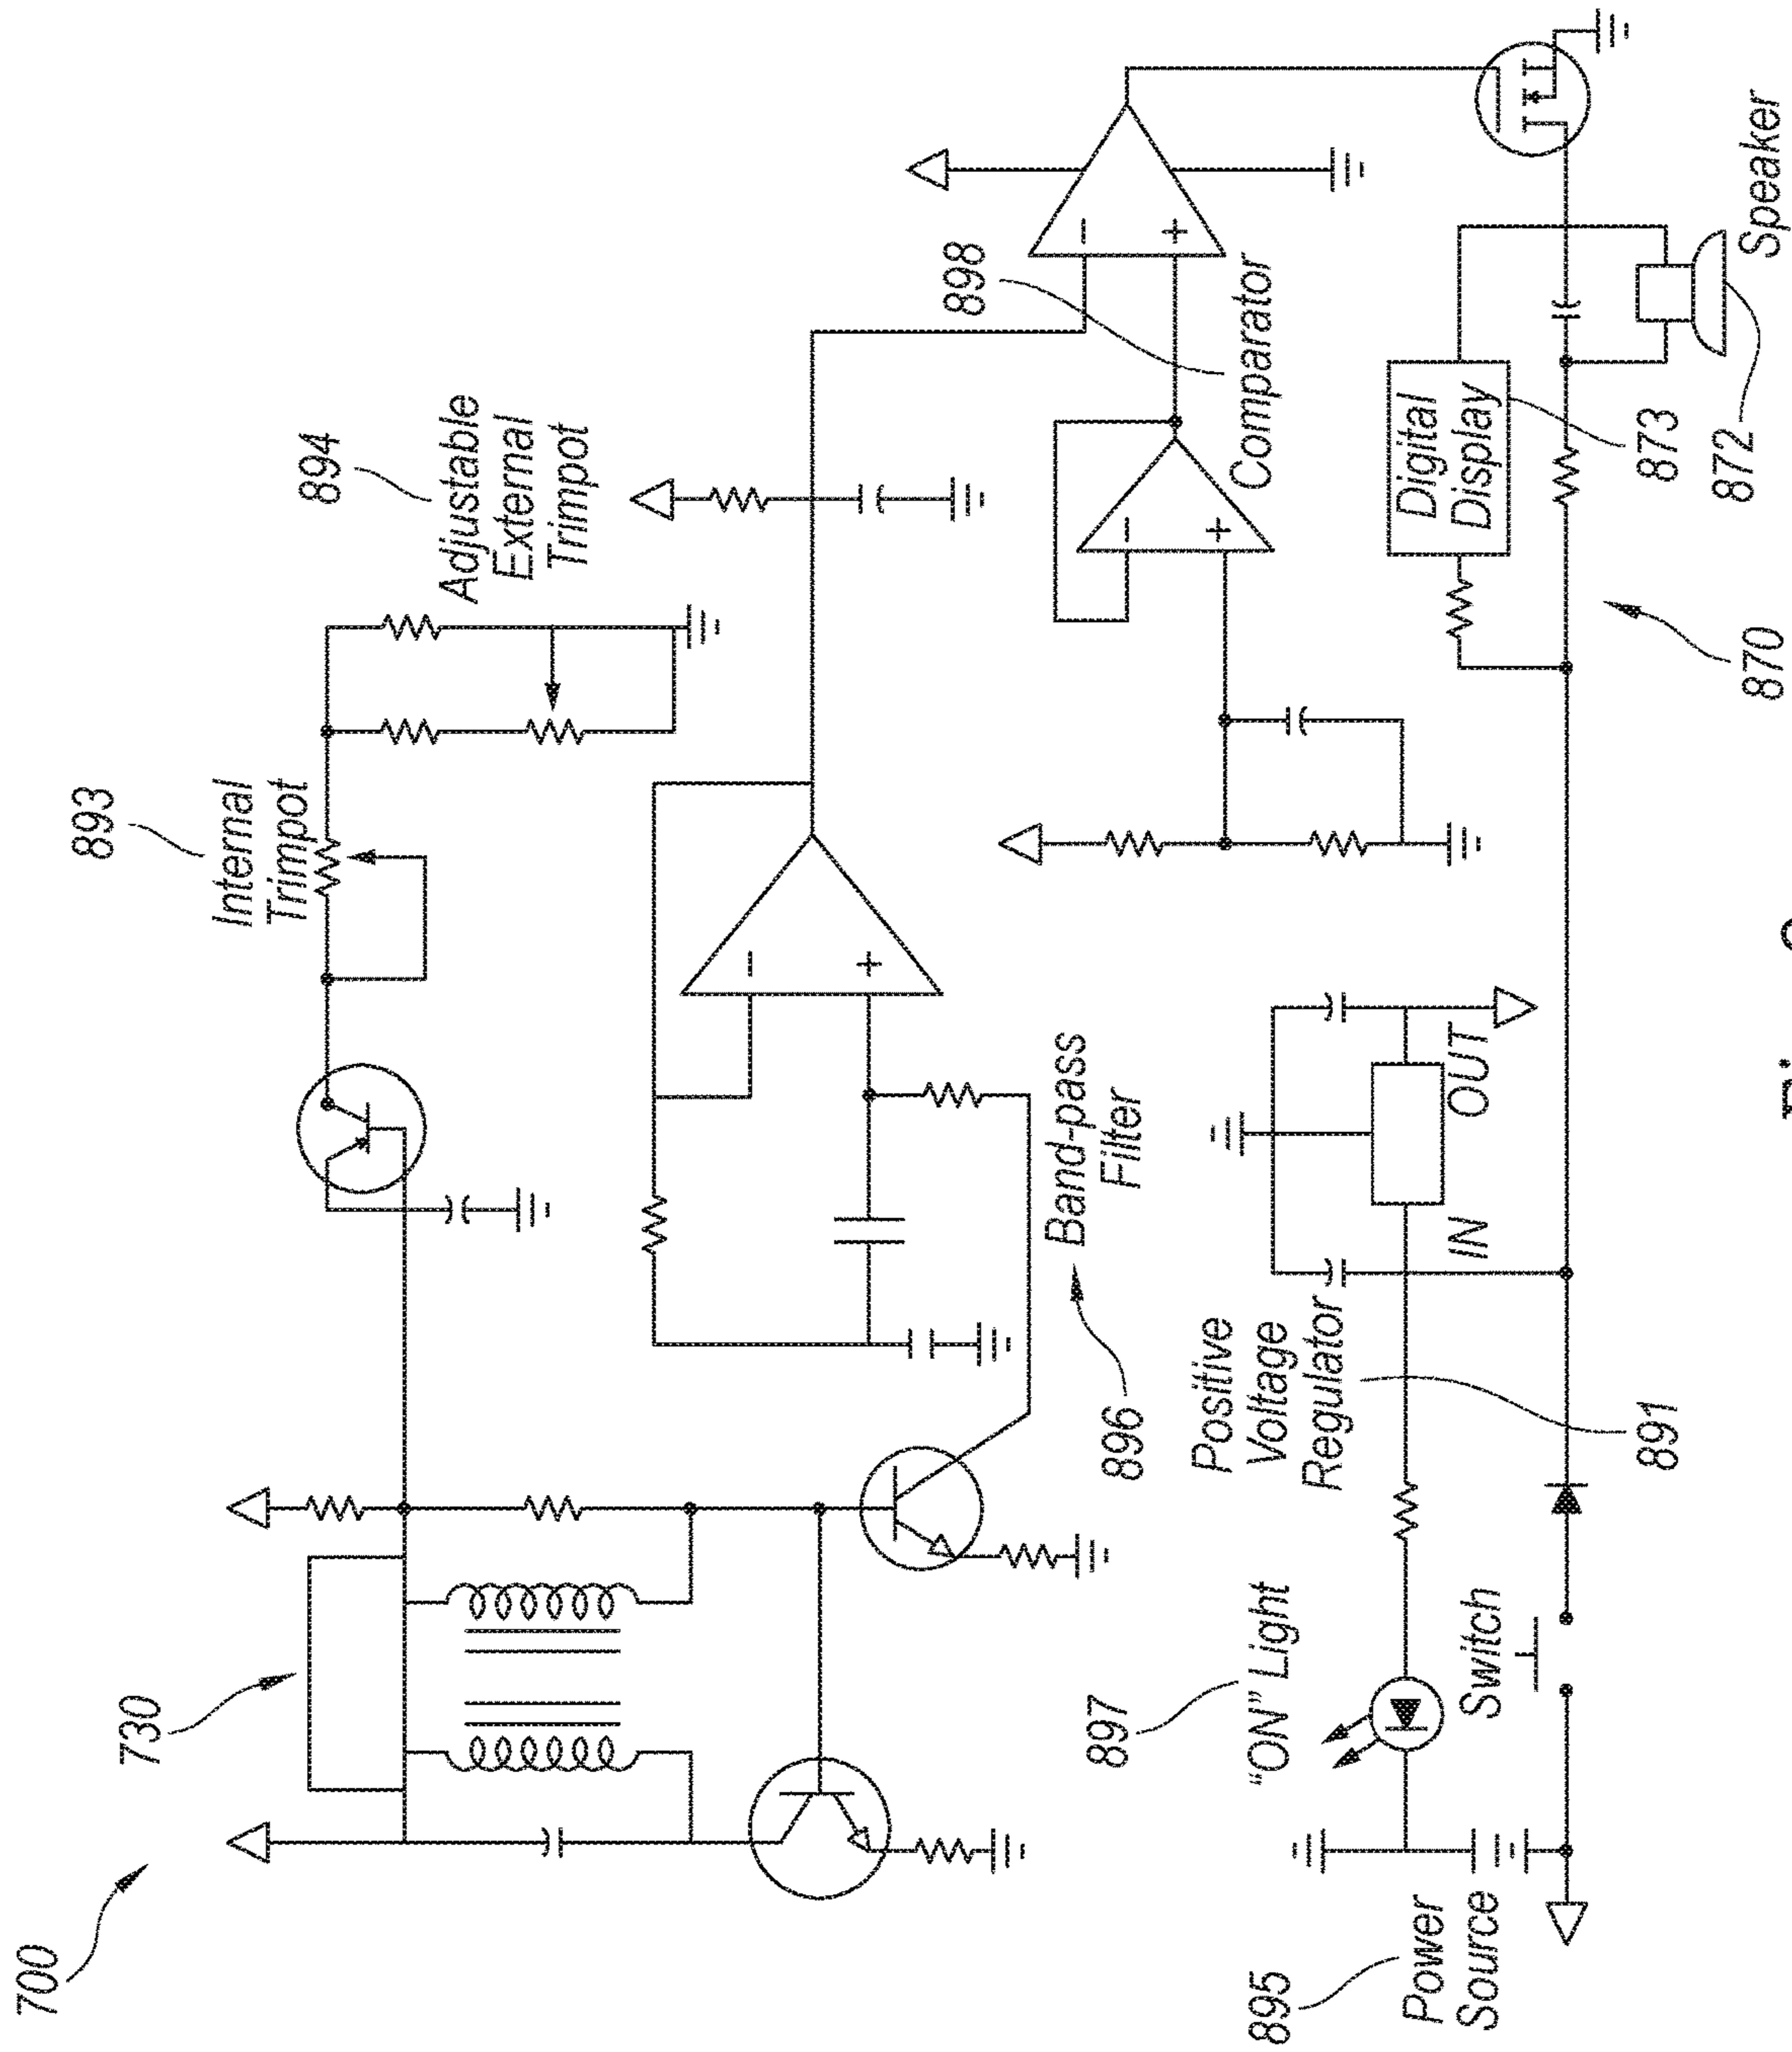 700
730
893
Internal
Trimpot
894
Adjustable
External
Trimpot
896
Band-pass
Filter
-
+
898
Comparator
-
+
-
+
895
Power
Source
897
"ON" Light
Switch
Positive
Voltage
Regulator
891
IN
OUT
Digital
Display
873
872
Speaker
870